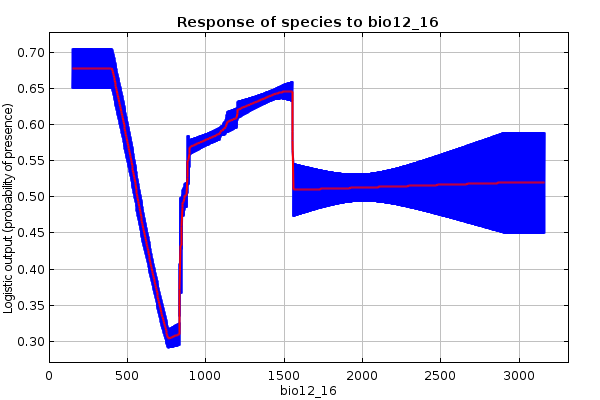 Response of species to bio12_16
Logistic output (probability of presence)
0.70
0.65
0.60
0.55
0.50
0.45
0.40
0.35
0.30
0 500 1000 1500 2000 2500 3000
bio12_16